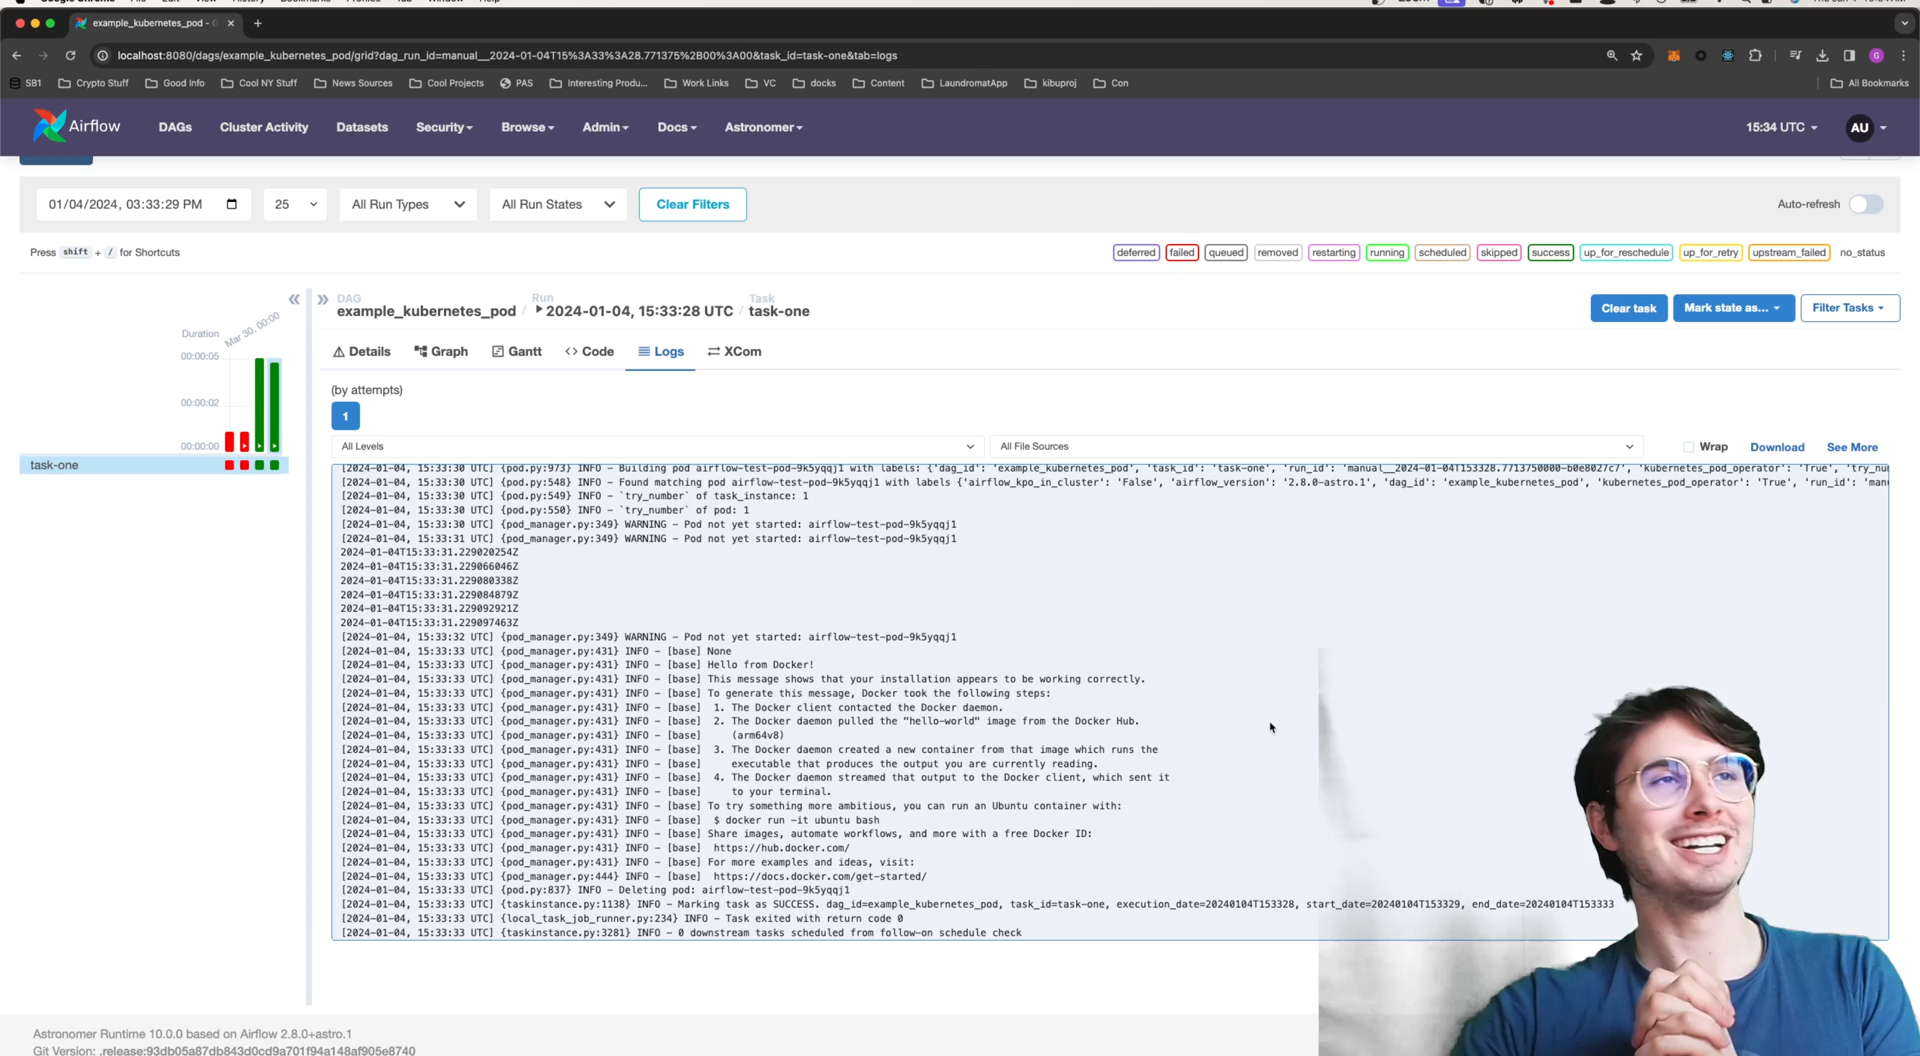 example_kubernetes_pod - G
localhost:8080/dags/example_kubernetes_pod/grid?dag_run_id=manual__2024-01-04T15%3A33%3A28.771375%2B00%3A00&task_id=task-one&tab=logs
SB1 Crypto Stuff Good Info Cool NY Stuff News Sources Cool Projects PAS Interesting Produ... Work Links VC docks Content LaundromatApp kibuproj Con All Bookmarks
Airflow DAGs Cluster Activity Datasets Security Browse Admin Docs Astronomer 15:34 UTC AU
01/04/2024, 03:33:29 PM 25 All Run Types All Run States Clear Filters Auto-refresh
Press shift + / for Shortcuts deferred failed queued removed restarting running scheduled skipped success up_for_reschedule up_for_retry upstream_failed no_status
DAG Run Task
example_kubernetes_pod / 2024-01-04, 15:33:28 UTC / task-one
Clear task Mark state as... Filter Tasks
Duration
Mar 30, 00:00
00:00:05
00:00:02
00:00:00
task-one
Details Graph Gantt Code Logs XCom
(by attempts)
1
All Levels All File Sources Wrap Download See More
[2024-01-04, 15:33:30 UTC] {pod.py:973} INFO - Building pod airflow-test-pod-9k5yqqj1 with labels: {'dag_id': 'example_kubernetes_pod', 'task_id': 'task-one', 'run_id': 'manual__2024-01-04T153328.7713750000-b0e8027c7', 'kubernetes_pod_operator': 'True', 'try_nu
[2024-01-04, 15:33:30 UTC] {pod.py:548} INFO - Found matching pod airflow-test-pod-9k5yqqj1 with labels {'airflow_kpo_in_cluster': 'False', 'airflow_version': '2.8.0-astro.1', 'dag_id': 'example_kubernetes_pod', 'kubernetes_pod_operator': 'True', 'run_id': 'man
[2024-01-04, 15:33:30 UTC] {pod.py:549} INFO - `try_number` of task_instance: 1
[2024-01-04, 15:33:30 UTC] {pod.py:550} INFO - `try_number` of pod: 1
[2024-01-04, 15:33:30 UTC] {pod_manager.py:349} WARNING - Pod not yet started: airflow-test-pod-9k5yqqj1
[2024-01-04, 15:33:31 UTC] {pod_manager.py:349} WARNING - Pod not yet started: airflow-test-pod-9k5yqqj1
2024-01-04T15:33:31.229020254Z
2024-01-04T15:33:31.229066046Z
2024-01-04T15:33:31.229080338Z
2024-01-04T15:33:31.229084879Z
2024-01-04T15:33:31.229092921Z
2024-01-04T15:33:31.229097463Z
[2024-01-04, 15:33:32 UTC] {pod_manager.py:349} WARNING - Pod not yet started: airflow-test-pod-9k5yqqj1
[2024-01-04, 15:33:33 UTC] {pod_manager.py:431} INFO - [base] None
[2024-01-04, 15:33:33 UTC] {pod_manager.py:431} INFO - [base] Hello from Docker!
[2024-01-04, 15:33:33 UTC] {pod_manager.py:431} INFO - [base] This message shows that your installation appears to be working correctly.
[2024-01-04, 15:33:33 UTC] {pod_manager.py:431} INFO - [base] To generate this message, Docker took the following steps:
[2024-01-04, 15:33:33 UTC] {pod_manager.py:431} INFO - [base] 1. The Docker client contacted the Docker daemon.
[2024-01-04, 15:33:33 UTC] {pod_manager.py:431} INFO - [base] 2. The Docker daemon pulled the "hello-world" image from the Docker Hub.
[2024-01-04, 15:33:33 UTC] {pod_manager.py:431} INFO - [base] (arm64v8)
[2024-01-04, 15:33:33 UTC] {pod_manager.py:431} INFO - [base] 3. The Docker daemon created a new container from that image which runs the
[2024-01-04, 15:33:33 UTC] {pod_manager.py:431} INFO - [base] executable that produces the output you are currently reading.
[2024-01-04, 15:33:33 UTC] {pod_manager.py:431} INFO - [base] 4. The Docker daemon streamed that output to the Docker client, which sent it
[2024-01-04, 15:33:33 UTC] {pod_manager.py:431} INFO - [base] to your terminal.
[2024-01-04, 15:33:33 UTC] {pod_manager.py:431} INFO - [base] To try something more ambitious, you can run an Ubuntu container with:
[2024-01-04, 15:33:33 UTC] {pod_manager.py:431} INFO - [base] $ docker run -it ubuntu bash
[2024-01-04, 15:33:33 UTC] {pod_manager.py:431} INFO - [base] Share images, automate workflows, and more with a free Docker ID:
[2024-01-04, 15:33:33 UTC] {pod_manager.py:431} INFO - [base] https://hub.docker.com/
[2024-01-04, 15:33:33 UTC] {pod_manager.py:431} INFO - [base] For more examples and ideas, visit:
[2024-01-04, 15:33:33 UTC] {pod_manager.py:444} INFO - [base] https://docs.docker.com/get-started/
[2024-01-04, 15:33:33 UTC] {pod.py:837} INFO - Deleting pod: airflow-test-pod-9k5yqqj1
[2024-01-04, 15:33:33 UTC] {taskinstance.py:1138} INFO - Marking task as SUCCESS. dag_id=example_kubernetes_pod, task_id=task-one, execution_date=20240104T153328, start_date=20240104T153329, end_date=20240104T153333
[2024-01-04, 15:33:33 UTC] {local_task_job_runner.py:234} INFO - Task exited with return code 0
[2024-01-04, 15:33:33 UTC] {taskinstance.py:3281} INFO - 0 downstream tasks scheduled from follow-on schedule check
Astronomer Runtime 10.0.0 based on Airflow 2.8.0+astro.1
Git Version: .release:93db05a87db843d0cd9a701f94a148af905e8740